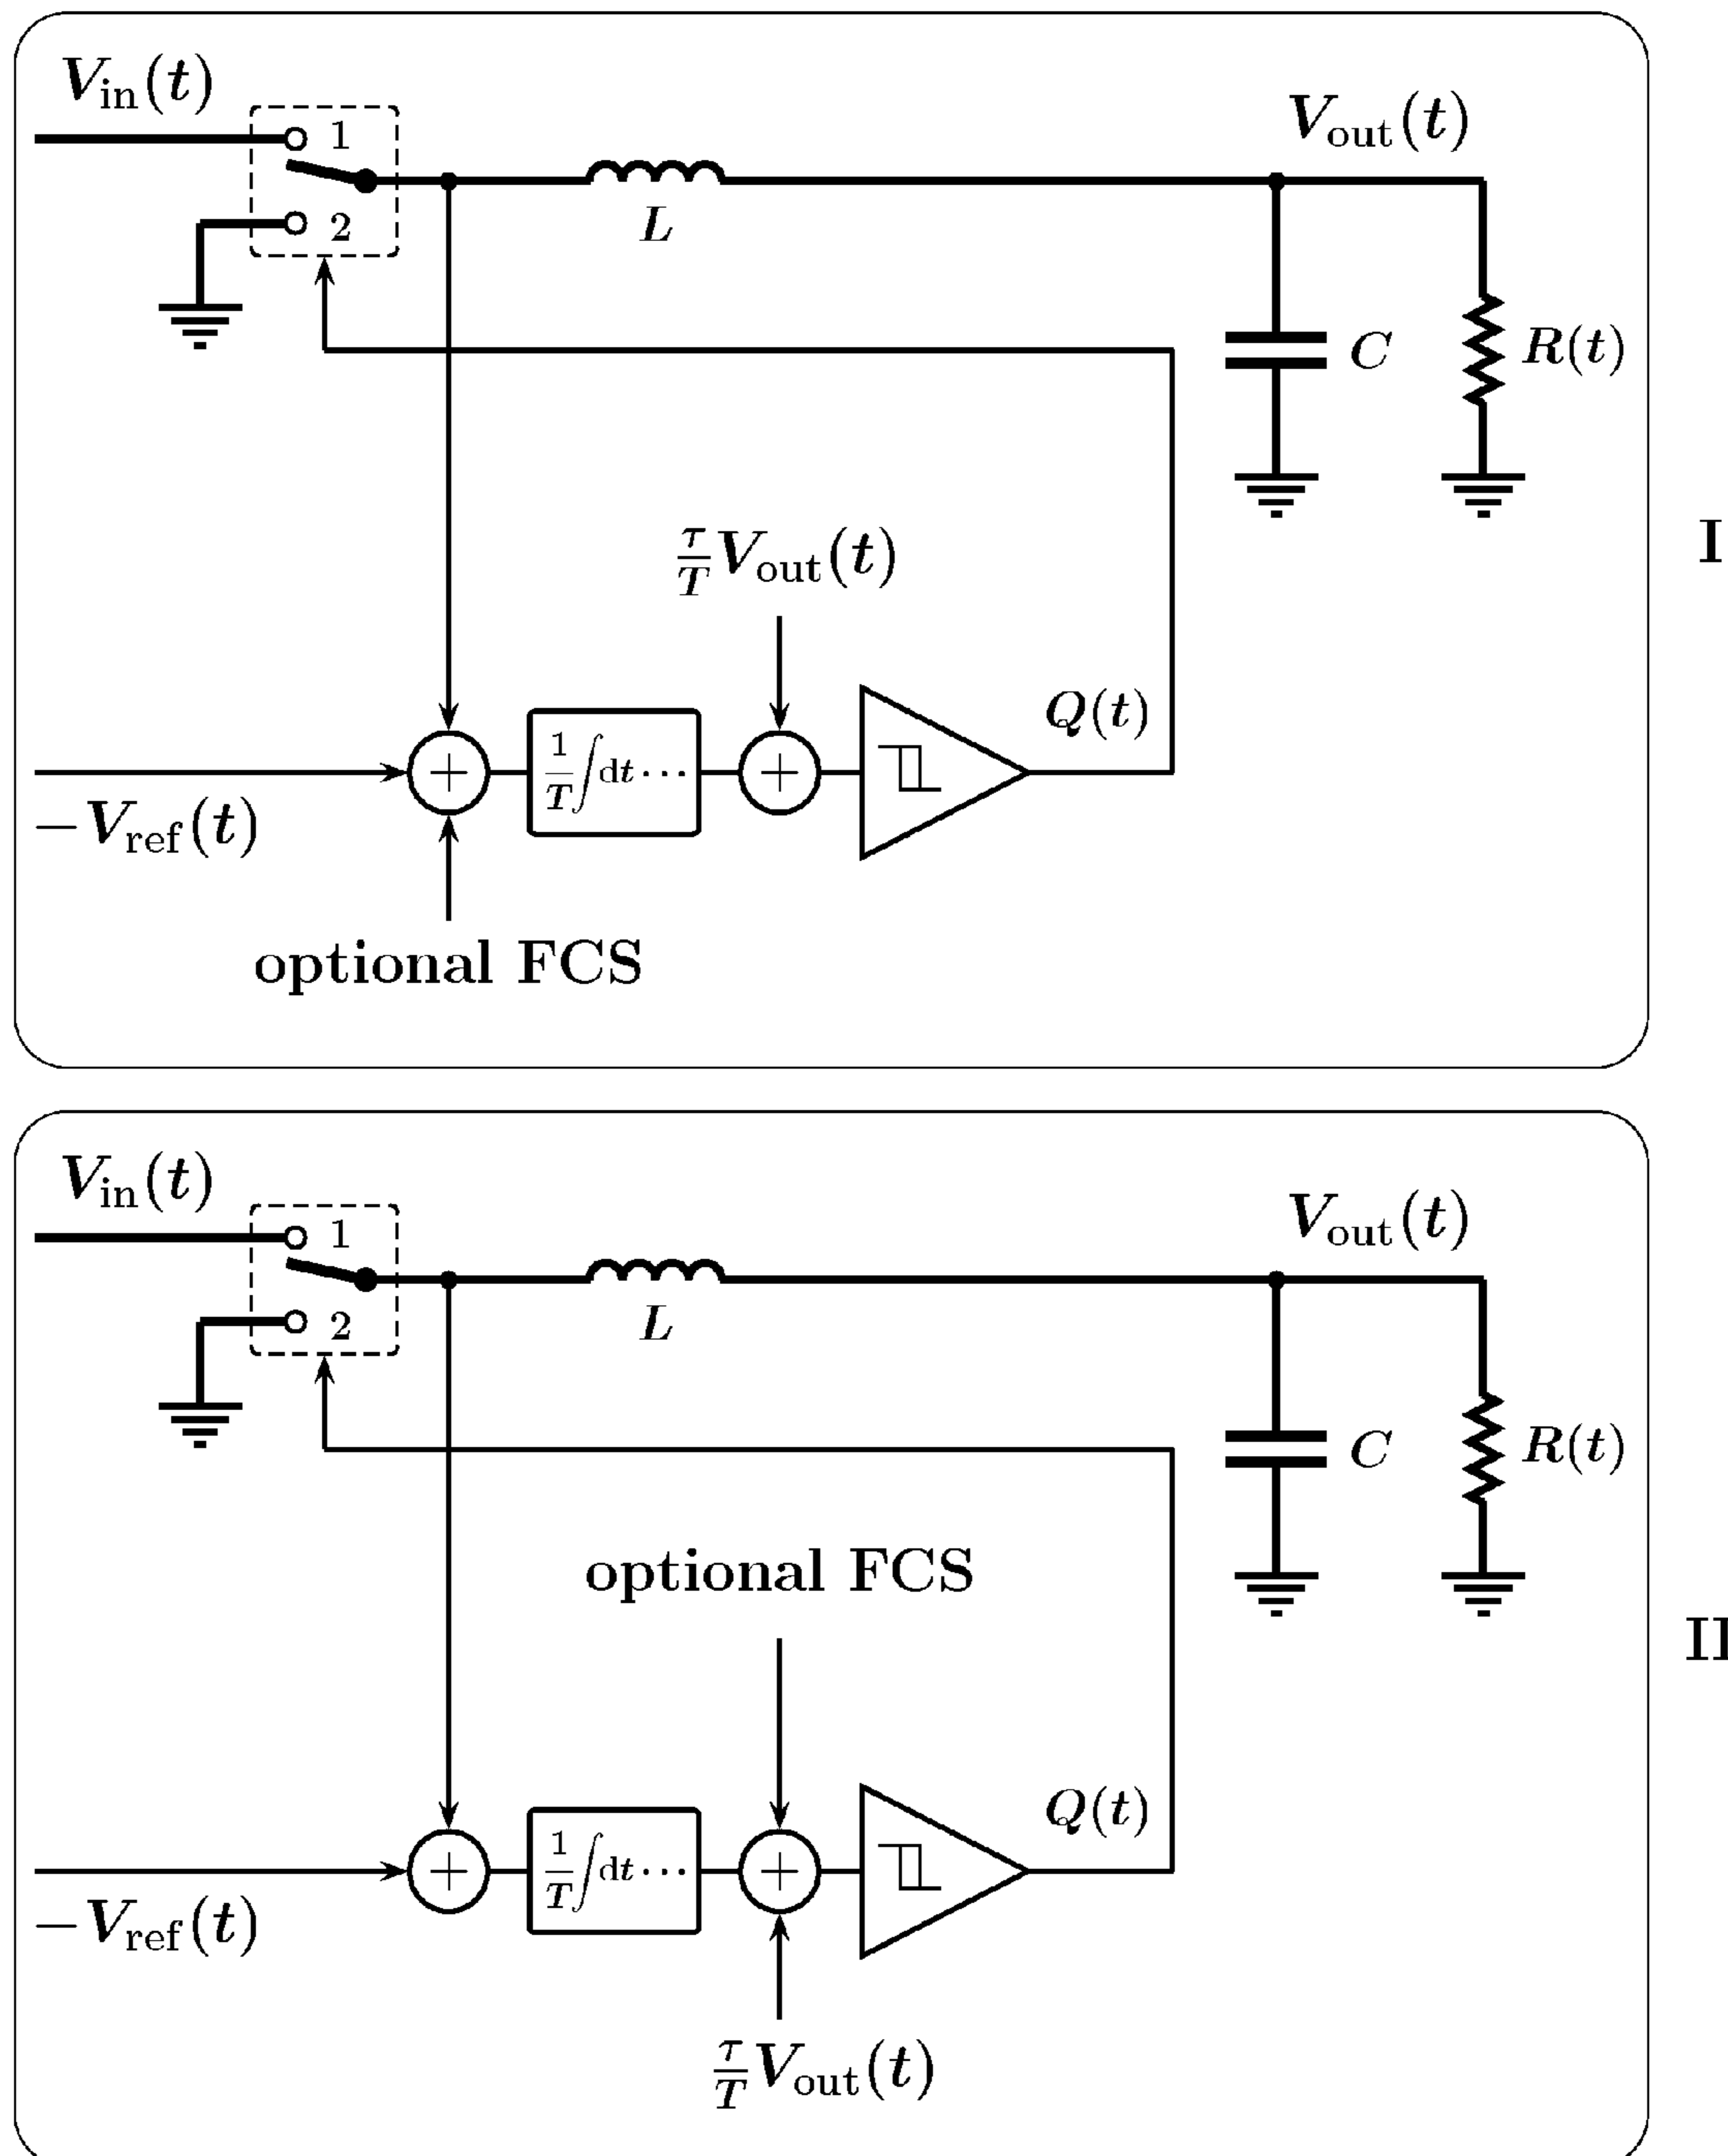 V_in(t)
1
2
L
V_out(t)
C
R(t)
I
τ/T V_out(t)
Q(t)
1/T ∫dt ···
+
+
−V_ref(t)
optional FCS
V_in(t)
1
2
L
V_out(t)
C
R(t)
optional FCS
II
Q(t)
1/T ∫dt ···
+
+
−V_ref(t)
τ/T V_out(t)